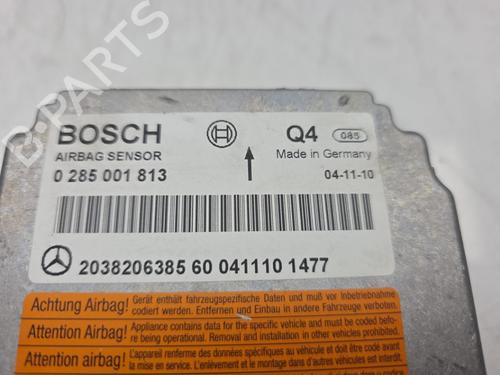 B-PARTS
BOSCH
Q4 085
AIRBAG SENSOR
Made in Germany
0 285 001 813
04-11-10
2038206385 60 041110 1477
Achtung Airbag! Gerät enthält fahrzeugspezifische Daten und muss vor Inbetriebnahme
codiert werden. Entfernen und Einbau in andere Fahrzeuge verboten.
Attention Airbag! Appliance contains data for the specific vehicle and must be coded befo-
re being operational. Removal and installation in other vehicles prohibited.
Attention airbag! L'appareil renferme des données spécifiques au véhicule et doit être codé avant
la mise en service. L'enlèvement et le montage dans d'autres véhicules est interdit.